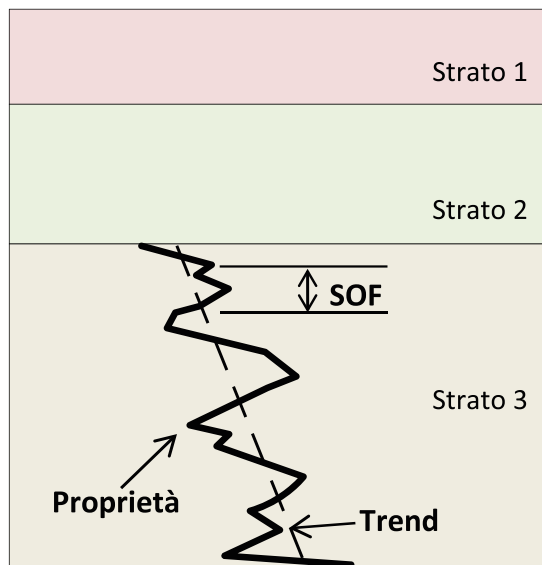 Strato 1
Strato 2
SOF
Strato 3
Proprietà
Trend